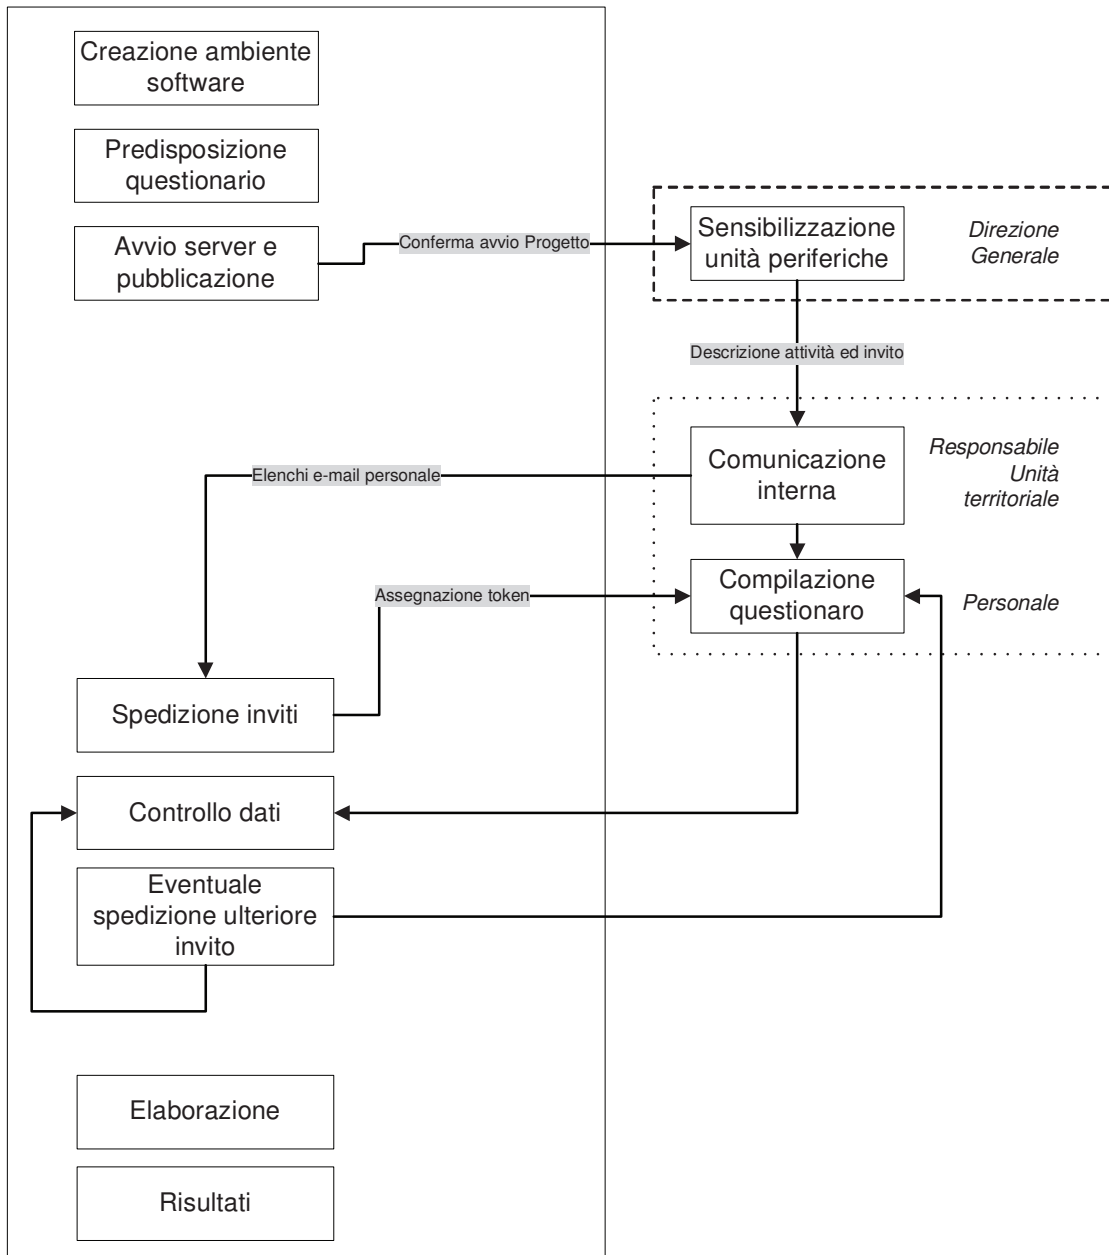 Creazione ambiente
software
Predisposizione
questionario
Avvio server e
pubblicazione
Conferma avvio Progetto
Sensibilizzazione
unità periferiche
Direzione
Generale
Descrizione attività ed invito
Comunicazione
interna
Responsabile
Unità
territoriale
Elenchi e-mail personale
Compilazione
questionaro
Personale
Assegnazione token
Spedizione inviti
Controllo dati
Eventuale
spedizione ulteriore
invito
Elaborazione
Risultati